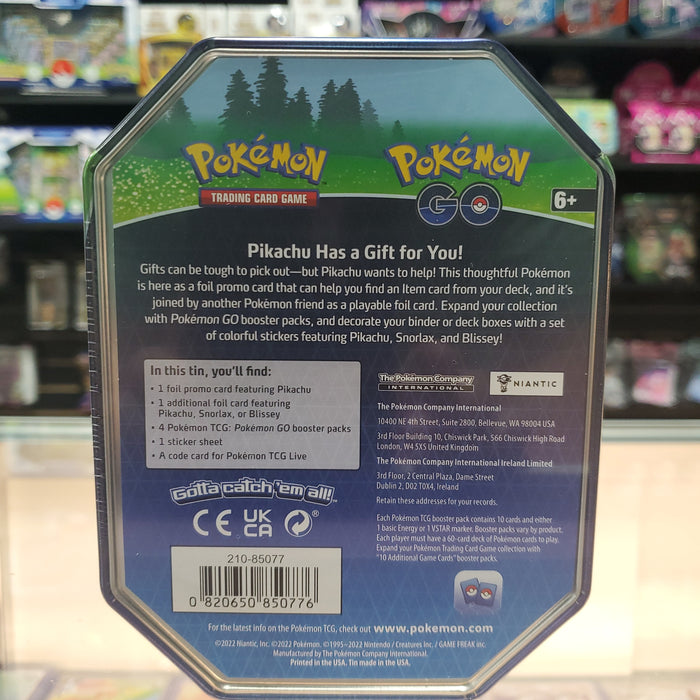 POKéMON
TRADING CARD GAME
POKéMON
GO
6+
Pikachu Has a Gift for You!
Gifts can be tough to pick out—but Pikachu wants to help! This thoughtful Pokémon
is here as a foil promo card that can help you find an Item card from your deck, and it's
joined by another Pokémon friend as a playable foil card. Expand your collection
with Pokémon GO booster packs, and decorate your binder or deck boxes with a set
of colorful stickers featuring Pikachu, Snorlax, and Blissey!
In this tin, you'll find:
• 1 foil promo card featuring Pikachu
• 1 additional foil card featuring
Pikachu, Snorlax, or Blissey
• 4 Pokémon TCG: Pokémon GO booster packs
• 1 sticker sheet
• A code card for Pokémon TCG Live
Gotta catch 'em all!™
CE UK
CA ®
210-85077
0 820650 850776
The Pokémon Company
INTERNATIONAL
NIANTIC
The Pokémon Company International
10400 NE 4th Street, Suite 2800, Bellevue, WA 98004 USA
3rd Floor Building 10, Chiswick Park, 566 Chiswick High Road
London, W4 5XS United Kingdom
The Pokémon Company International Ireland Limited
3rd Floor, 2 Central Plaza, Dame Street
Dublin 2, D02 T0X4, Ireland
Retain these addresses for your records.
Each Pokémon TCG booster pack contains 10 cards and either
1 basic Energy or 1 VSTAR marker. Booster packs vary by product.
Each player must have a 60-card deck of Pokémon cards to play.
Expand your Pokémon Trading Card Game collection with
"10 Additional Game Cards" booster packs.
For the latest info on the Pokémon TCG, check out www.pokemon.com
©2022 Niantic, Inc. ©2022 Pokémon. ©1995–2022 Nintendo / Creatures Inc. / GAME FREAK inc.
Manufactured by The Pokémon Company International.
Printed in the USA. Tin made in the USA.